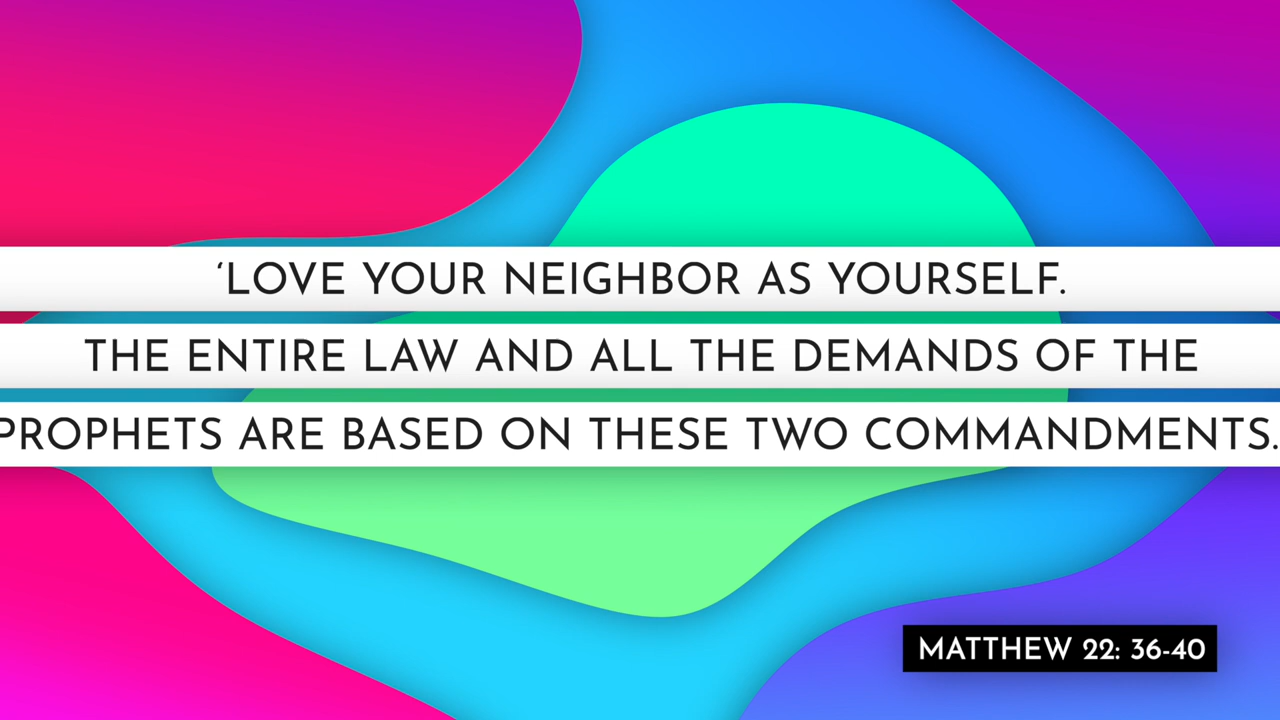 ‘LOVE YOUR NEIGHBOR AS YOURSELF.
THE ENTIRE LAW AND ALL THE DEMANDS OF THE
PROPHETS ARE BASED ON THESE TWO COMMANDMENTS.
MATTHEW 22: 36-40